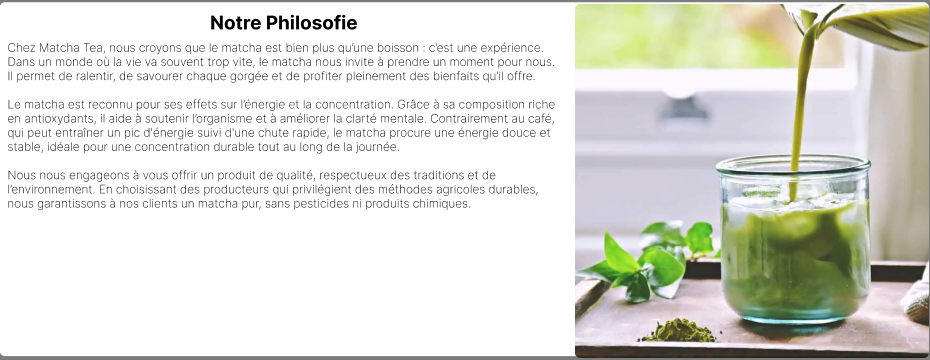 Notre Philosofie
Chez Matcha Tea, nous croyons que le matcha est bien plus qu'une boisson : c'est une expérience.
Dans un monde où la vie va souvent trop vite, le matcha nous invite à prendre un moment pour nous.
Il permet de ralentir, de savourer chaque gorgée et de profiter pleinement des bienfaits qu'il offre.
Le matcha est reconnu pour ses effets sur l'énergie et la concentration. Grâce à sa composition riche
en antioxydants, il aide à soutenir l'organisme et à améliorer la clarté mentale. Contrairement au café,
qui peut entraîner un pic d'énergie suivi d'une chute rapide, le matcha procure une énergie douce et
stable, idéale pour une concentration durable tout au long de la journée.
Nous nous engageons à vous offrir un produit de qualité, respectueux des traditions et de
l'environnement. En choisissant des producteurs qui privilégient des méthodes agricoles durables,
nous garantissons à nos clients un matcha pur, sans pesticides ni produits chimiques.